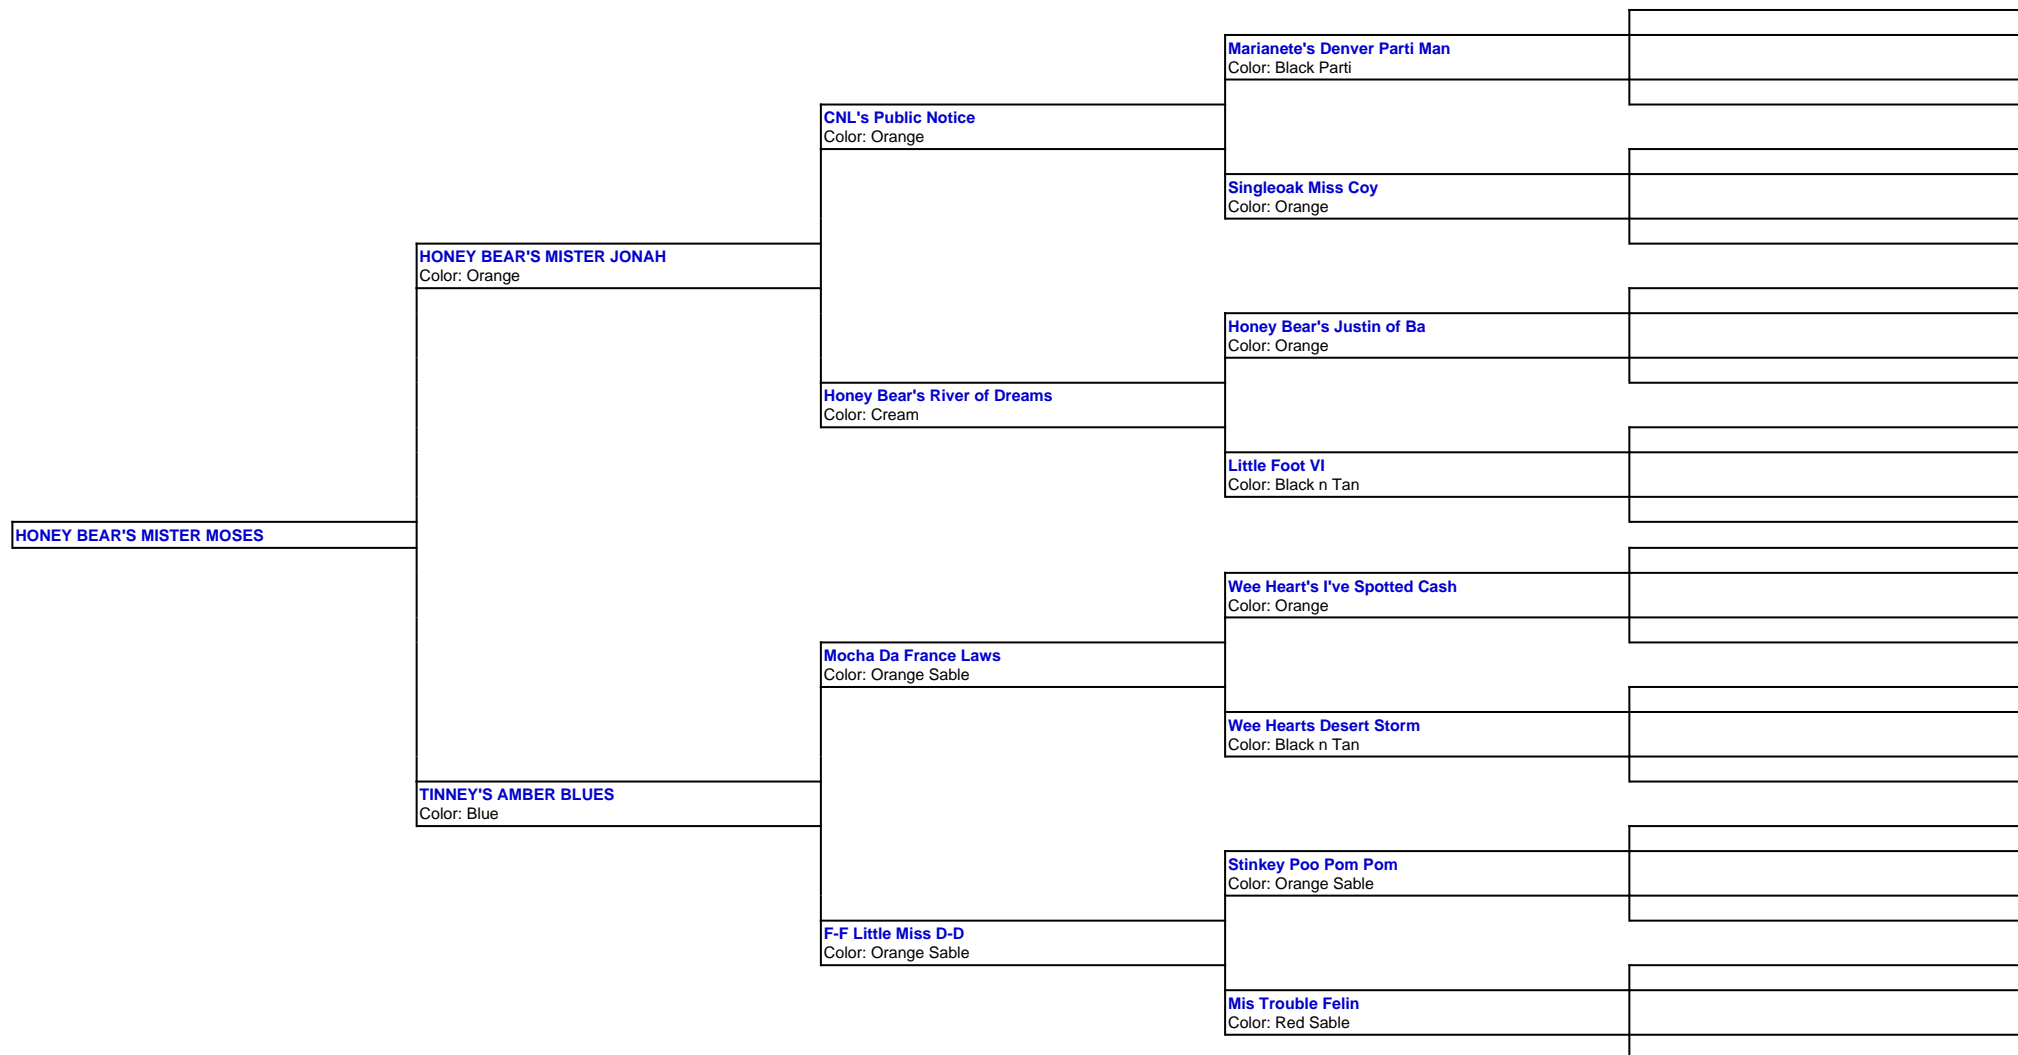 Marianete's Denver Parti Man
Color: Black Parti
CNL's Public Notice
Color: Orange
Singleoak Miss Coy
Color: Orange
HONEY BEAR'S MISTER JONAH
Color: Orange
Honey Bear's Justin of Ba
Color: Orange
Honey Bear's River of Dreams
Color: Cream
Little Foot VI
Color: Black n Tan
HONEY BEAR'S MISTER MOSES
Wee Heart's I've Spotted Cash
Color: Orange
Mocha Da France Laws
Color: Orange Sable
Wee Hearts Desert Storm
Color: Black n Tan
TINNEY'S AMBER BLUES
Color: Blue
Stinkey Poo Pom Pom
Color: Orange Sable
F-F Little Miss D-D
Color: Orange Sable
Mis Trouble Felin
Color: Red Sable